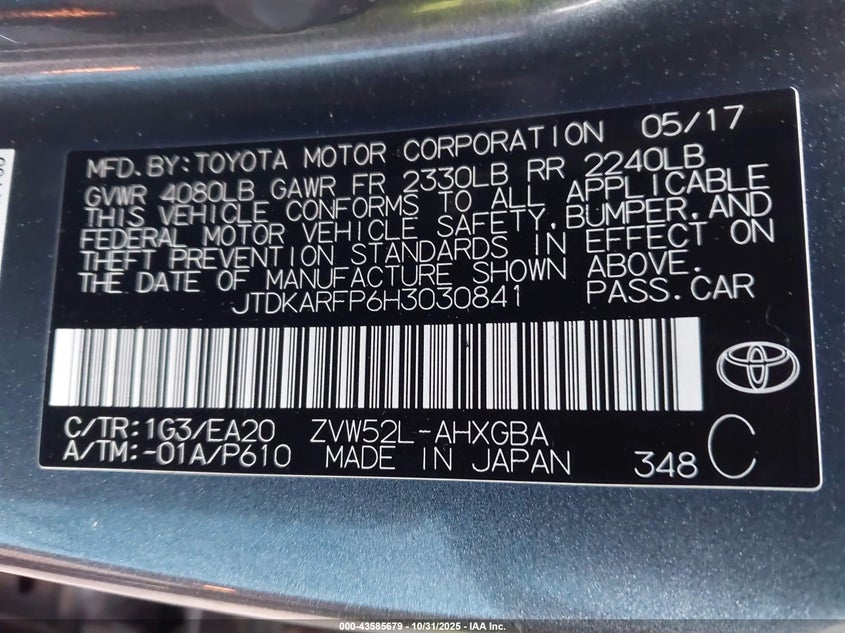 MFD.BY:TOYOTA MOTOR CORPORATION 05/17
GVWR 4080LB GAWR FR 2330LB RR 2240LB
THIS VEHICLE CONFORMS TO ALL APPLICABLE
FEDERAL MOTOR VEHICLE SAFETY,BUMPER,AND
THEFT PREVENTION STANDARDS IN EFFECT ON
THE DATE OF MANUFACTURE SHOWN ABOVE.
JTDKARFP6H3030841 PASS.CAR
C/TR:1G3/EA20 ZVW52L-AHXGBA
A/TM:-01A/P610 MADE IN JAPAN 348 C
000-43585679 - 10/31/2025 - IAA Inc.